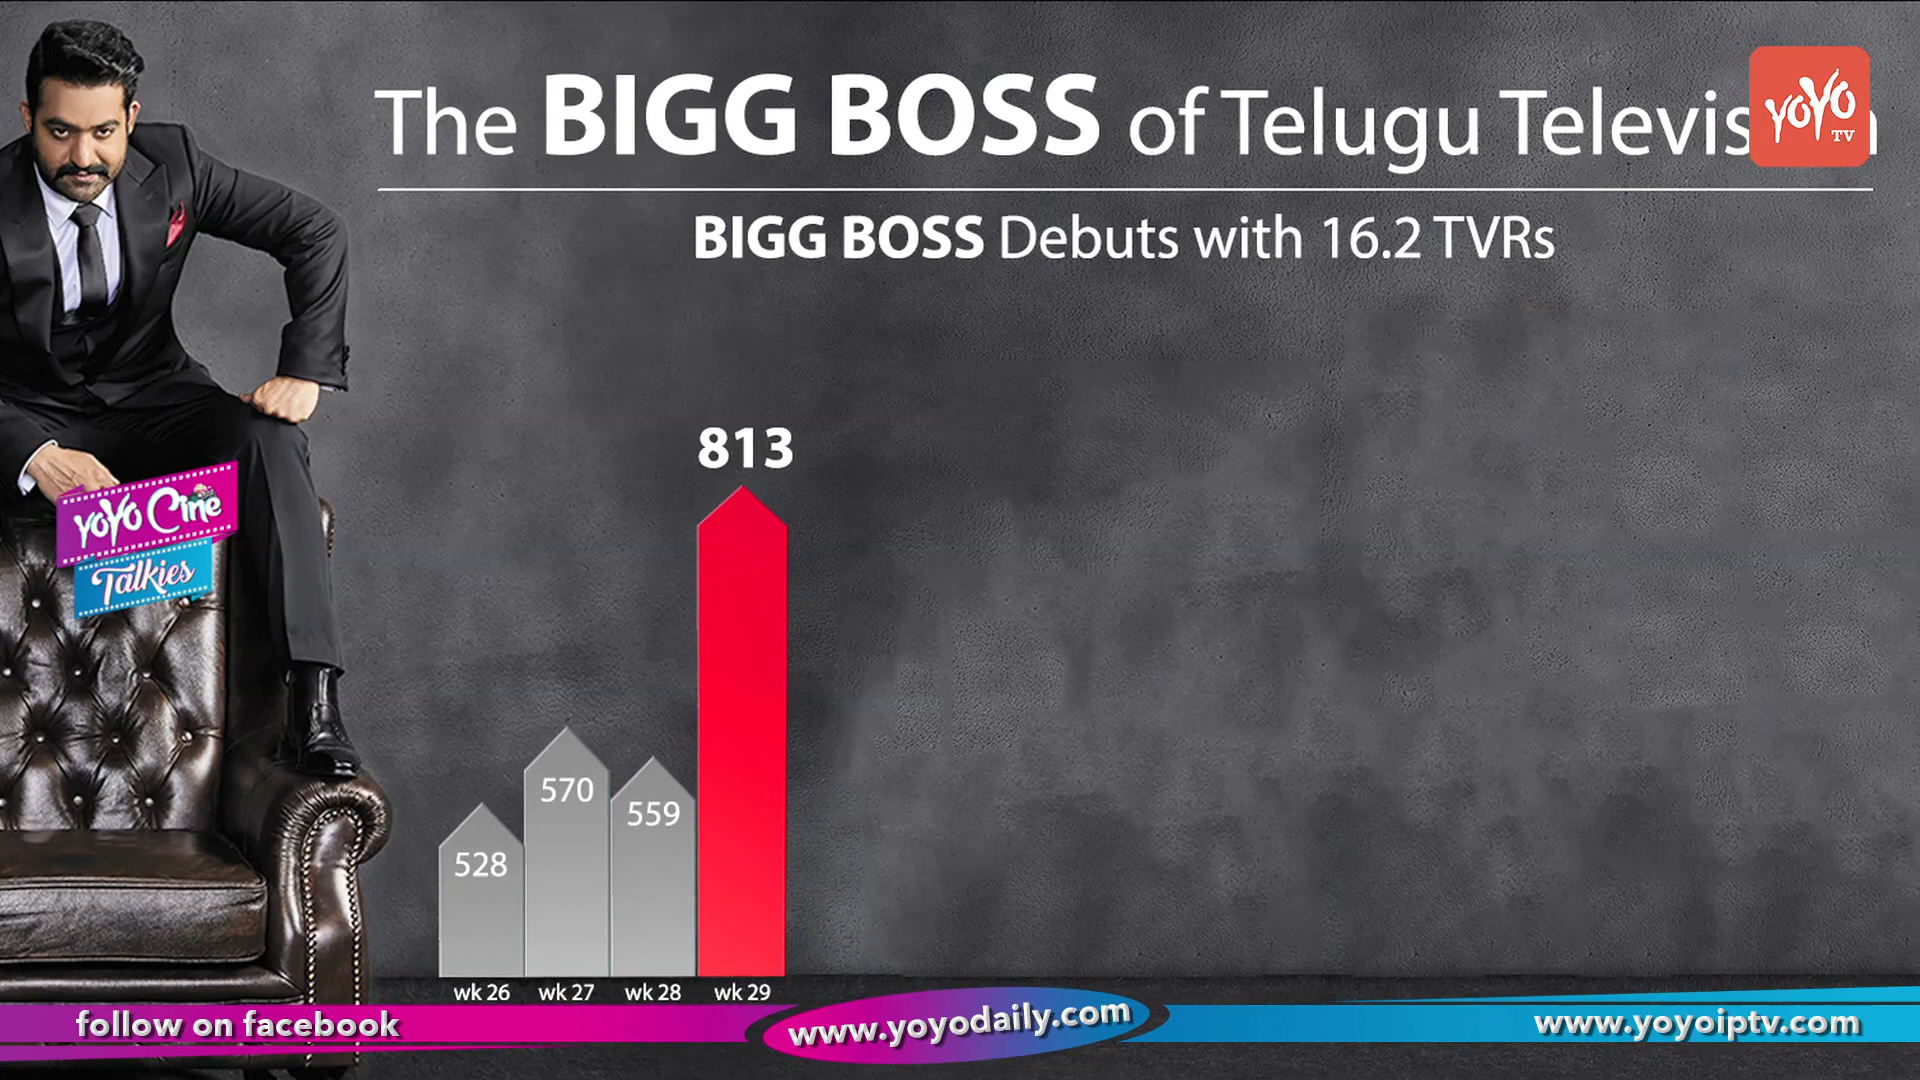 The BIGG BOSS of Telugu Televis n
YOYO
TV
BIGG BOSS Debuts with 16.2 TVRs
813
YOYO Cine
Talkies
570
559
528
wk 26 wk 27 wk 28 wk 29
follow on facebook
www.yoyodaily.com
www.yoyoiptv.com